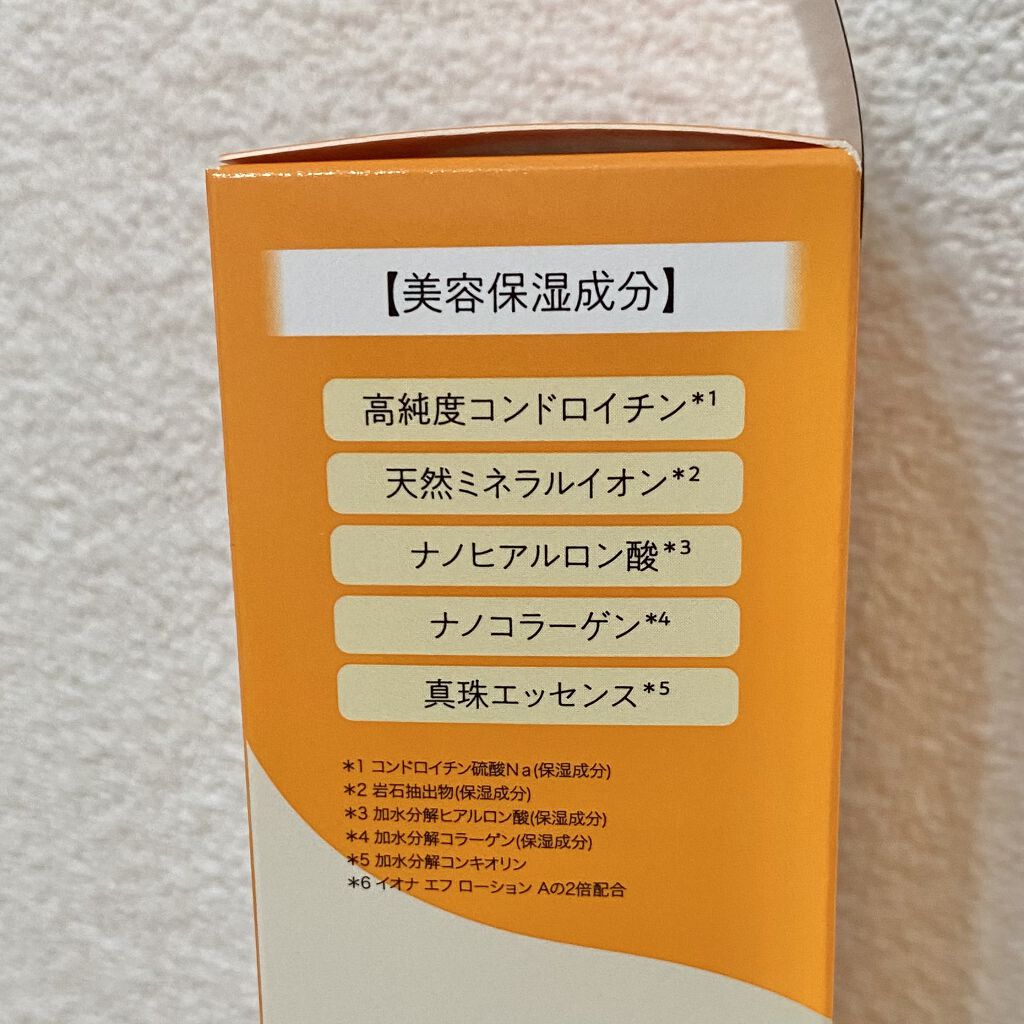 【美容保湿成分】
高純度コンドロイチン*1
天然ミネラルイオン*2
ナノヒアルロン酸*3
ナノコラーゲン*4
真珠エッセンス*5
*1 コンドロイチン硫酸Na(保湿成分)
*2 岩石抽出物(保湿成分)
*3 加水分解ヒアルロン酸(保湿成分)
*4 加水分解コラーゲン(保湿成分)
*5 加水分解コンキオリン
*6 イオナ エフ ローション Aの2倍配合